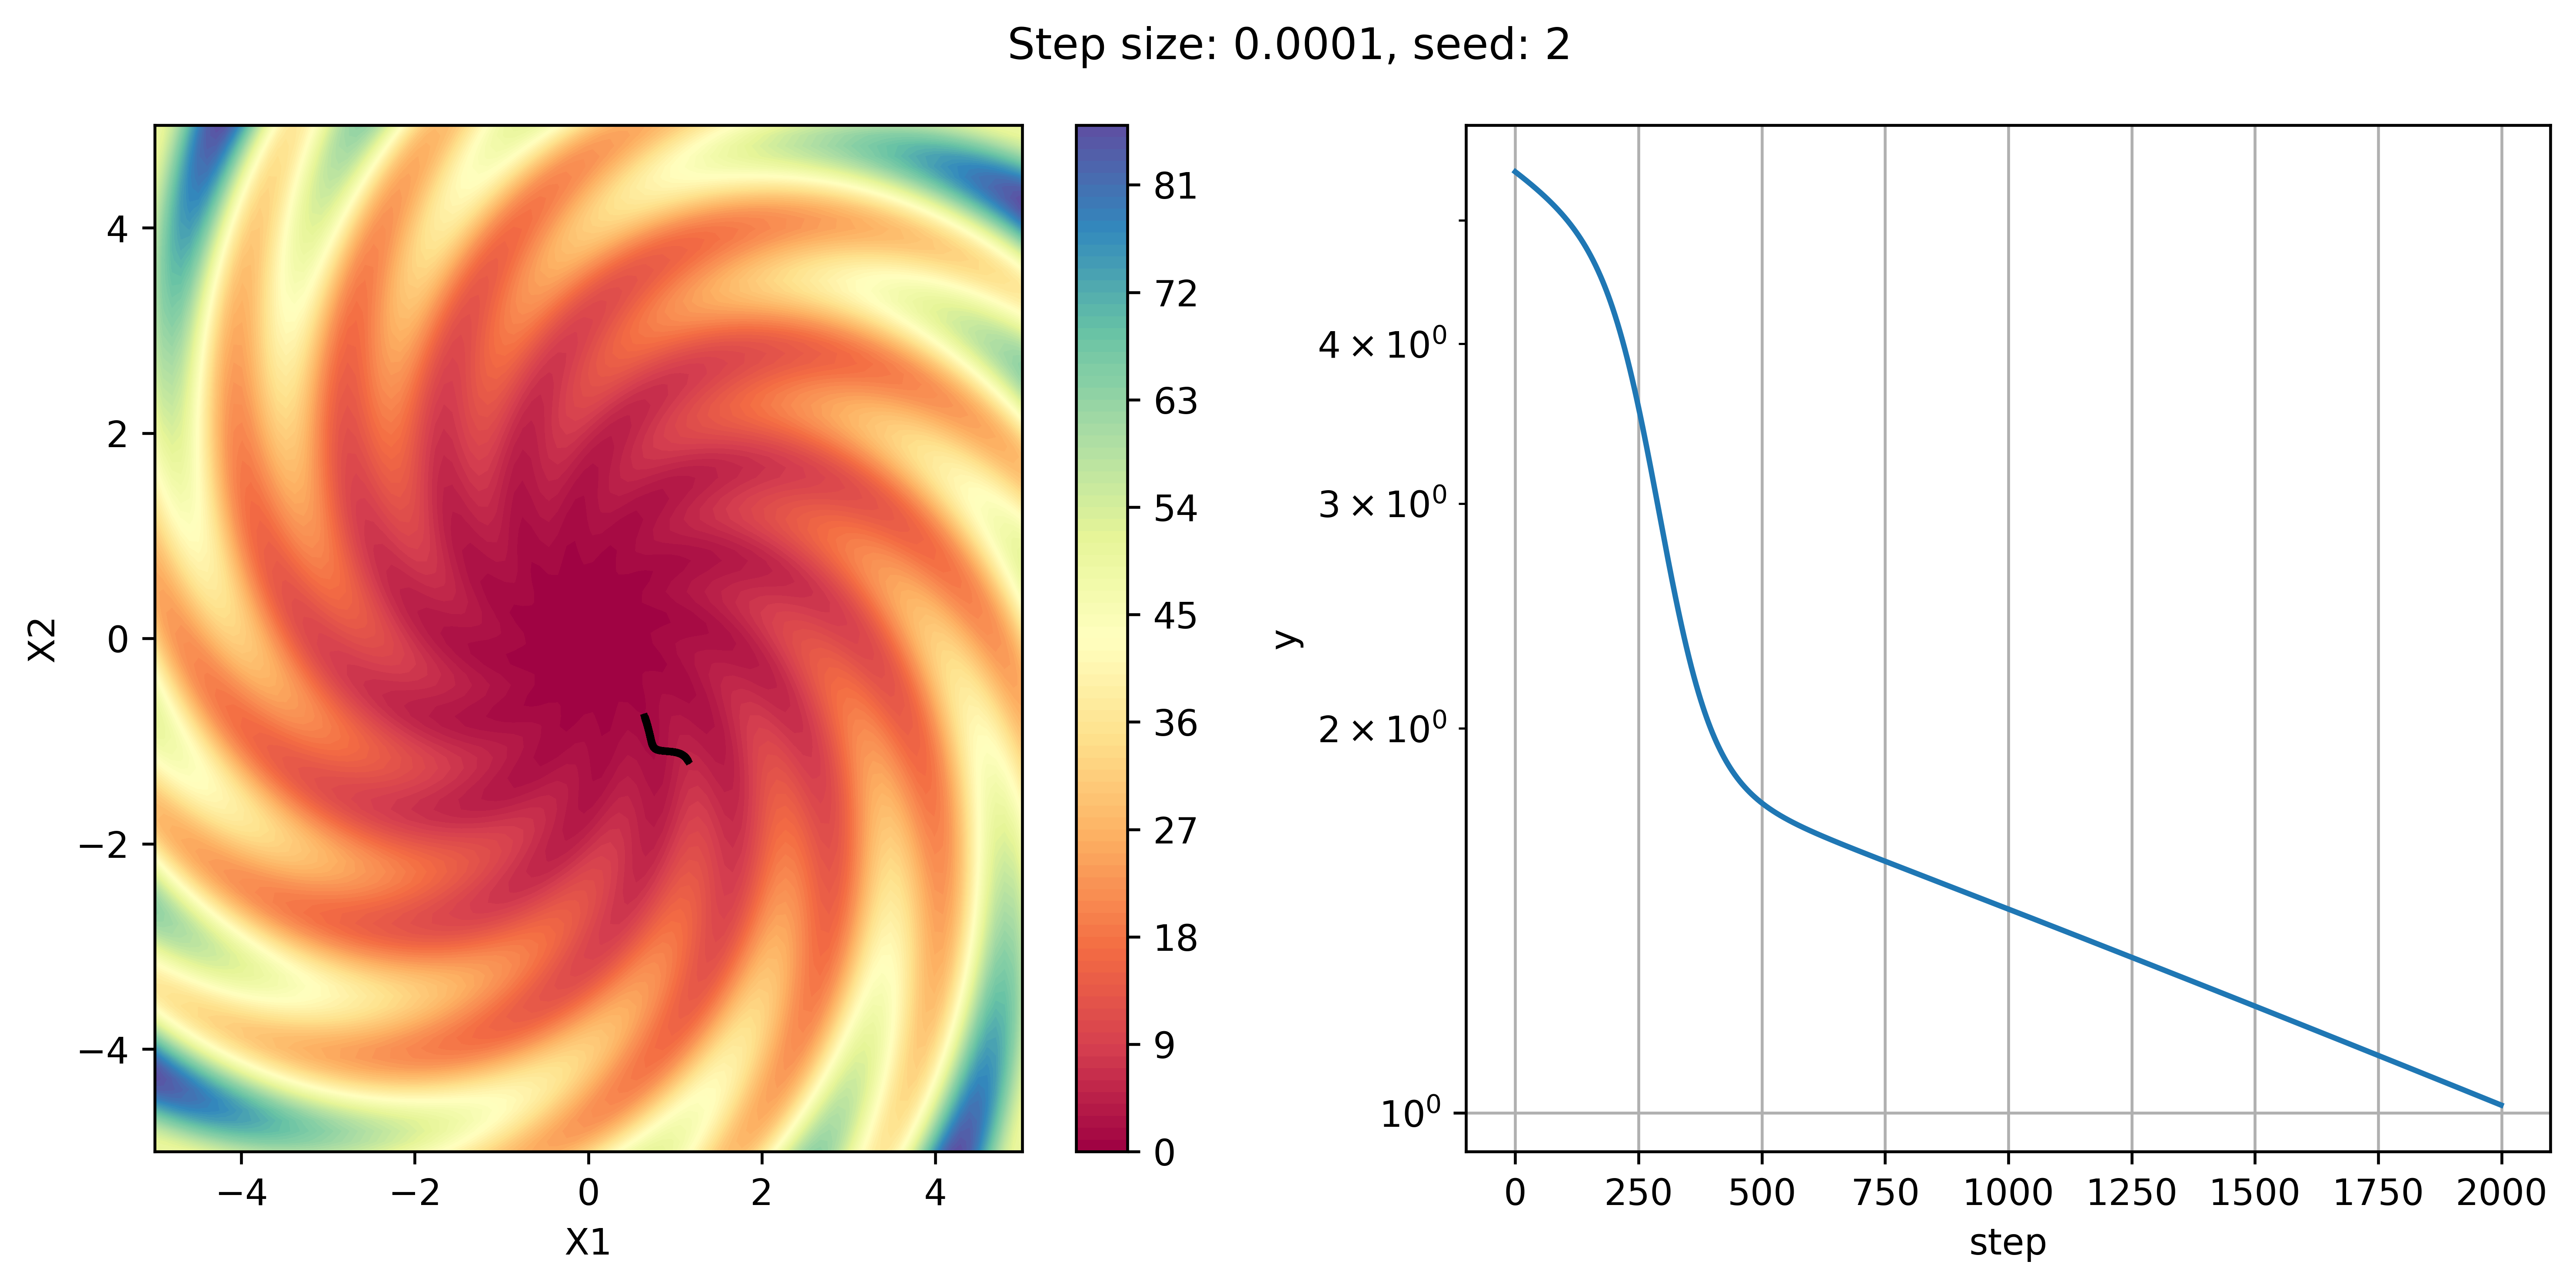 Step size: 0.0001, seed: 2
X2
4
2
0
−2
−4
−4 −2 0 2 4
X1
81
72
63
54
45
36
27
18
9
0
y
4 × 10⁰
3 × 10⁰
2 × 10⁰
10⁰
0 250 500 750 1000 1250 1500 1750 2000
step